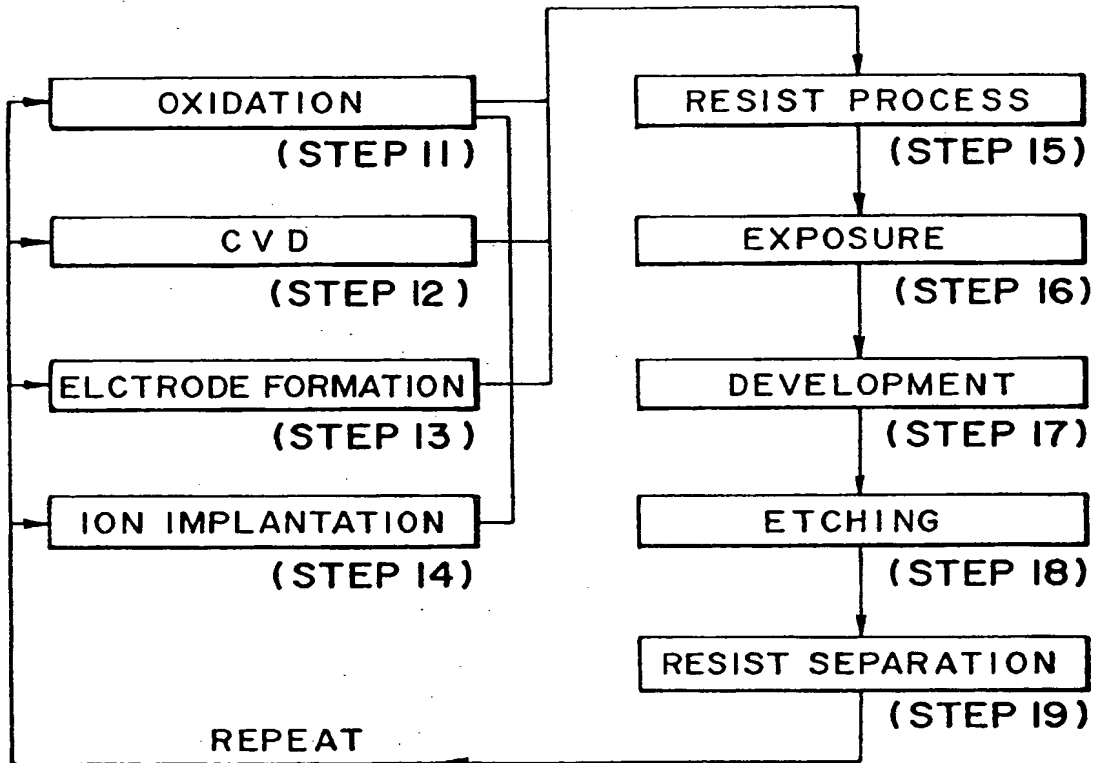 OXIDATION
(STEP 11)
CVD
(STEP 12)
ELCTRODE FORMATION
(STEP 13)
ION IMPLANTATION
(STEP 14)
RESIST PROCESS
(STEP 15)
EXPOSURE
(STEP 16)
DEVELOPMENT
(STEP 17)
ETCHING
(STEP 18)
RESIST SEPARATION
(STEP 19)
REPEAT